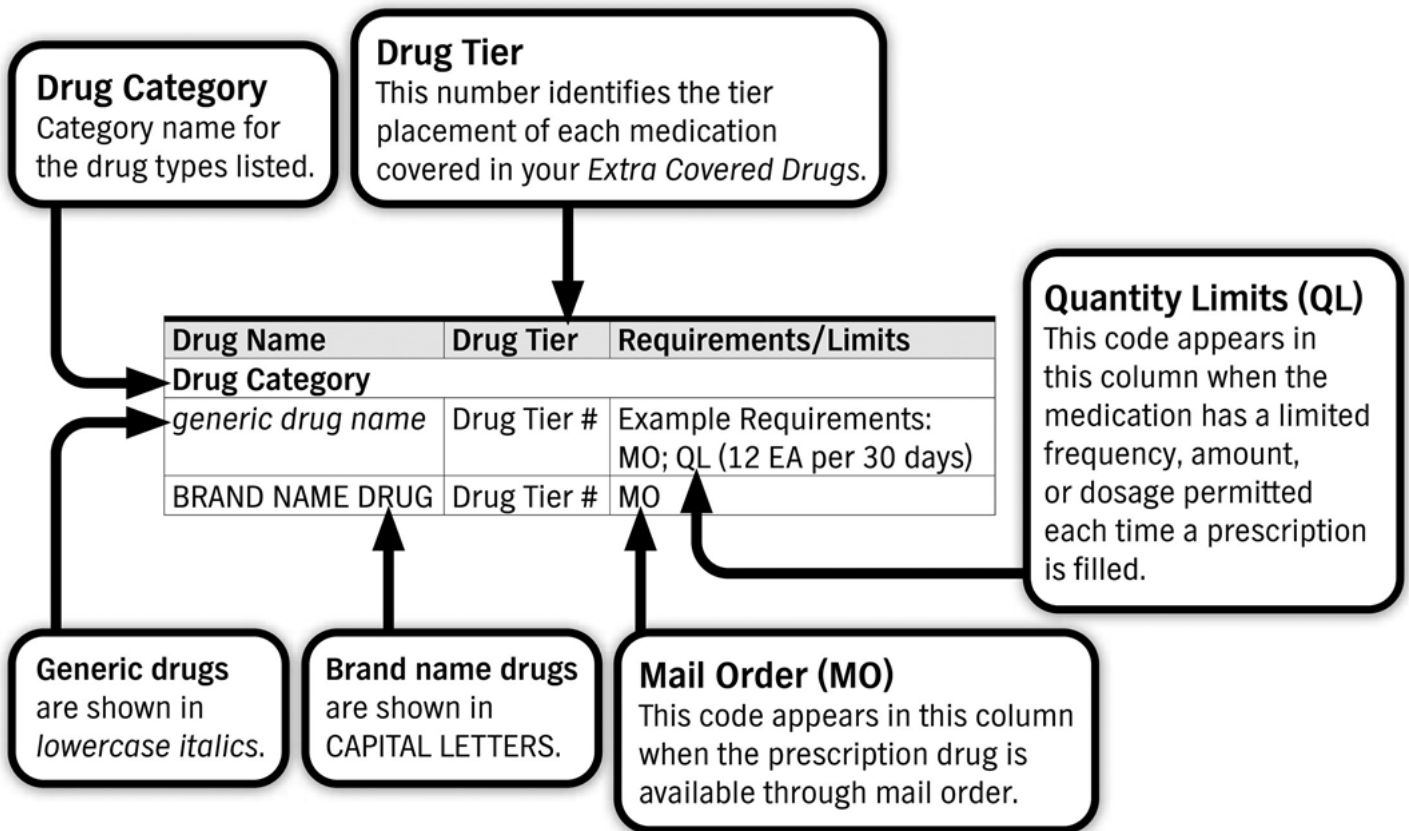 Drug Category
Category name for
the drug types listed.
Drug Tier
This number identifies the tier
placement of each medication
covered in your Extra Covered Drugs.
Drug Name Drug Tier Requirements/Limits
Drug Category
generic drug name Drug Tier # Example Requirements:
MO; QL (12 EA per 30 days)
BRAND NAME DRUG Drug Tier # MO
Quantity Limits (QL)
This code appears in
this column when the
medication has a limited
frequency, amount,
or dosage permitted
each time a prescription
is filled.
Generic drugs
are shown in
lowercase italics.
Brand name drugs
are shown in
CAPITAL LETTERS.
Mail Order (MO)
This code appears in this column
when the prescription drug is
available through mail order.